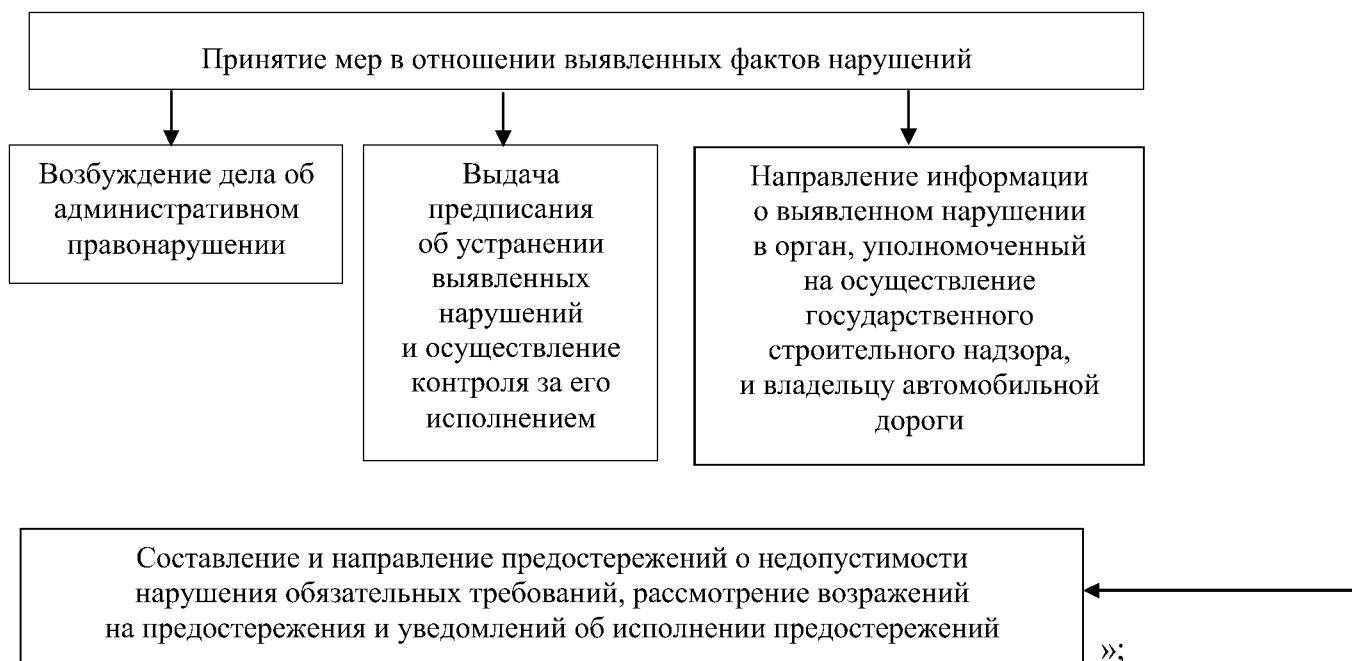 Принятие мер в отношении выявленных фактов нарушений
Возбуждение дела об
административном
правонарушении
Выдача
предписания
об устранении
выявленных
нарушений
и осуществление
контроля за его
исполнением
Направление информации
о выявленном нарушении
в орган, уполномоченный
на осуществление
государственного
строительного надзора,
и владельцу автомобильной
дороги
Составление и направление предостережений о недопустимости
нарушения обязательных требований, рассмотрение возражений
на предостережения и уведомлений об исполнении предостережений
»;